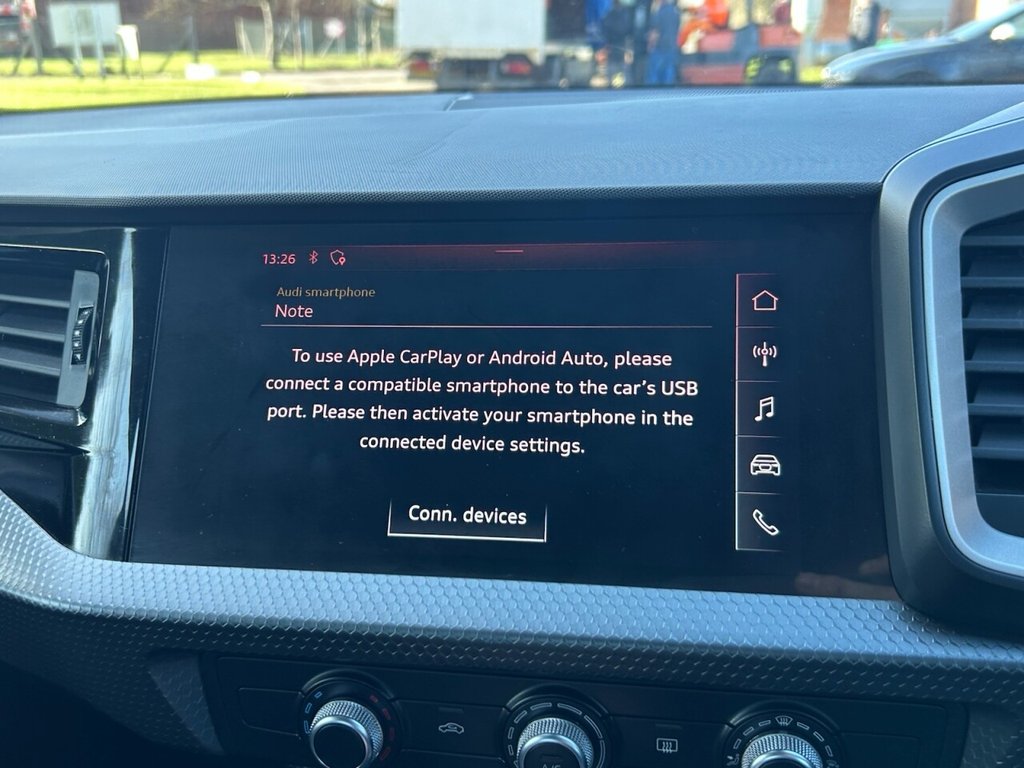 13:26
Audi smartphone
Note
To use Apple CarPlay or Android Auto, please
connect a compatible smartphone to the car's USB
port. Please then activate your smartphone in the
connected device settings.
Conn. devices